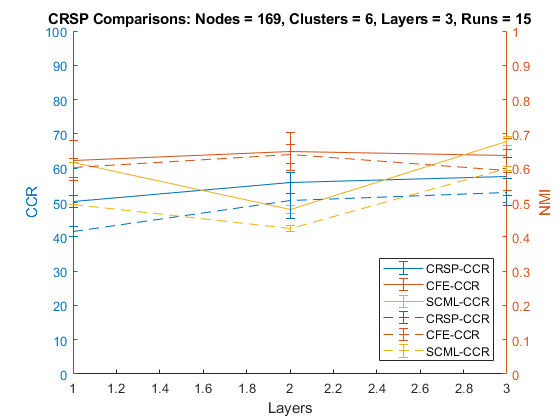 CRSP Comparisons: Nodes = 169, Clusters = 6, Layers = 3, Runs = 15
100
90
80
70
60
50
40
30
20
10
0
CCR
1
0.9
0.8
0.7
0.6
0.5
0.4
0.3
0.2
0.1
0
NMI
CRSP-CCR
CFE-CCR
SCML-CCR
CRSP-CCR
CFE-CCR
SCML-CCR
1 1.2 1.4 1.6 1.8 2 2.2 2.4 2.6 2.8 3
Layers